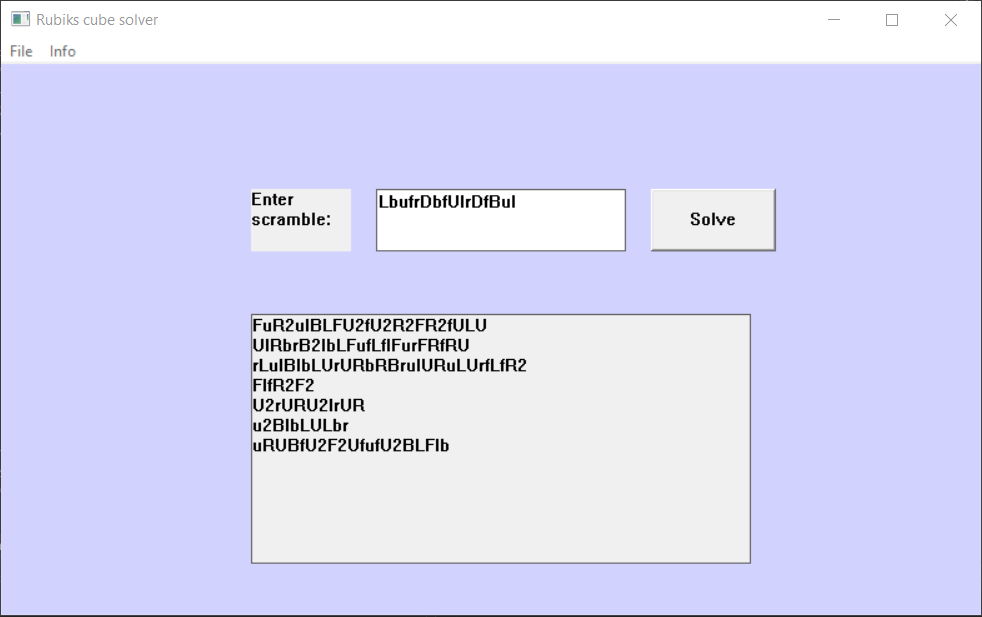 Rubiks cube solver
File Info
Enter
scramble:
LbufrDbfUlrDfBul
Solve
FuR2ulBLFU2fU2R2FR2fULU
UlRbrB2lbLFufLflFurFRfRU
rLulBlbLUrURbRBrulURuLUrfLfR2
FlfR2F2
U2rURU2lrUR
u2BlbLULbr
uRUBfU2F2UfufU2BLFlb